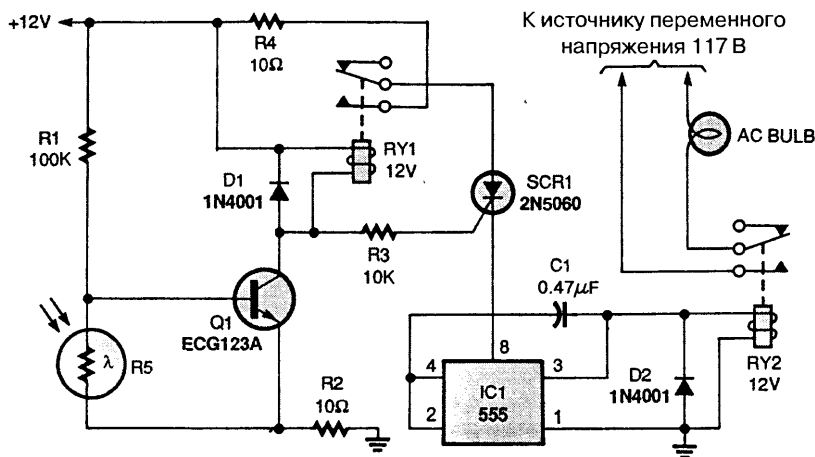 +12V
R4
10Ω
К источнику переменного
напряжения 117 В
R1
100K
RY1
12V
AC BULB
D1
1N4001
SCR1
2N5060
R3
10K
C1
0.47µF
Q1
ECG123A
λ
R5
R2
10Ω
8
4
3
IC1
555
2
1
D2
1N4001
RY2
12V